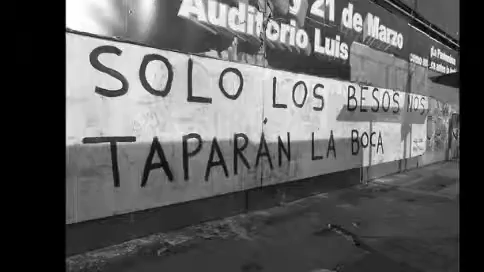 y 21 de Marzo
Auditorio Luis
SOLO LOS BESOS NOS
TAPARÁN LA BOCA